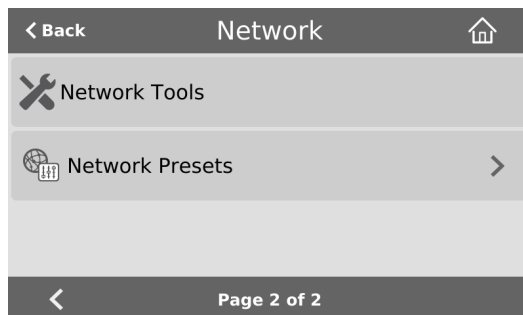 Back
Network
Network Tools
Network Presets
Page 2 of 2